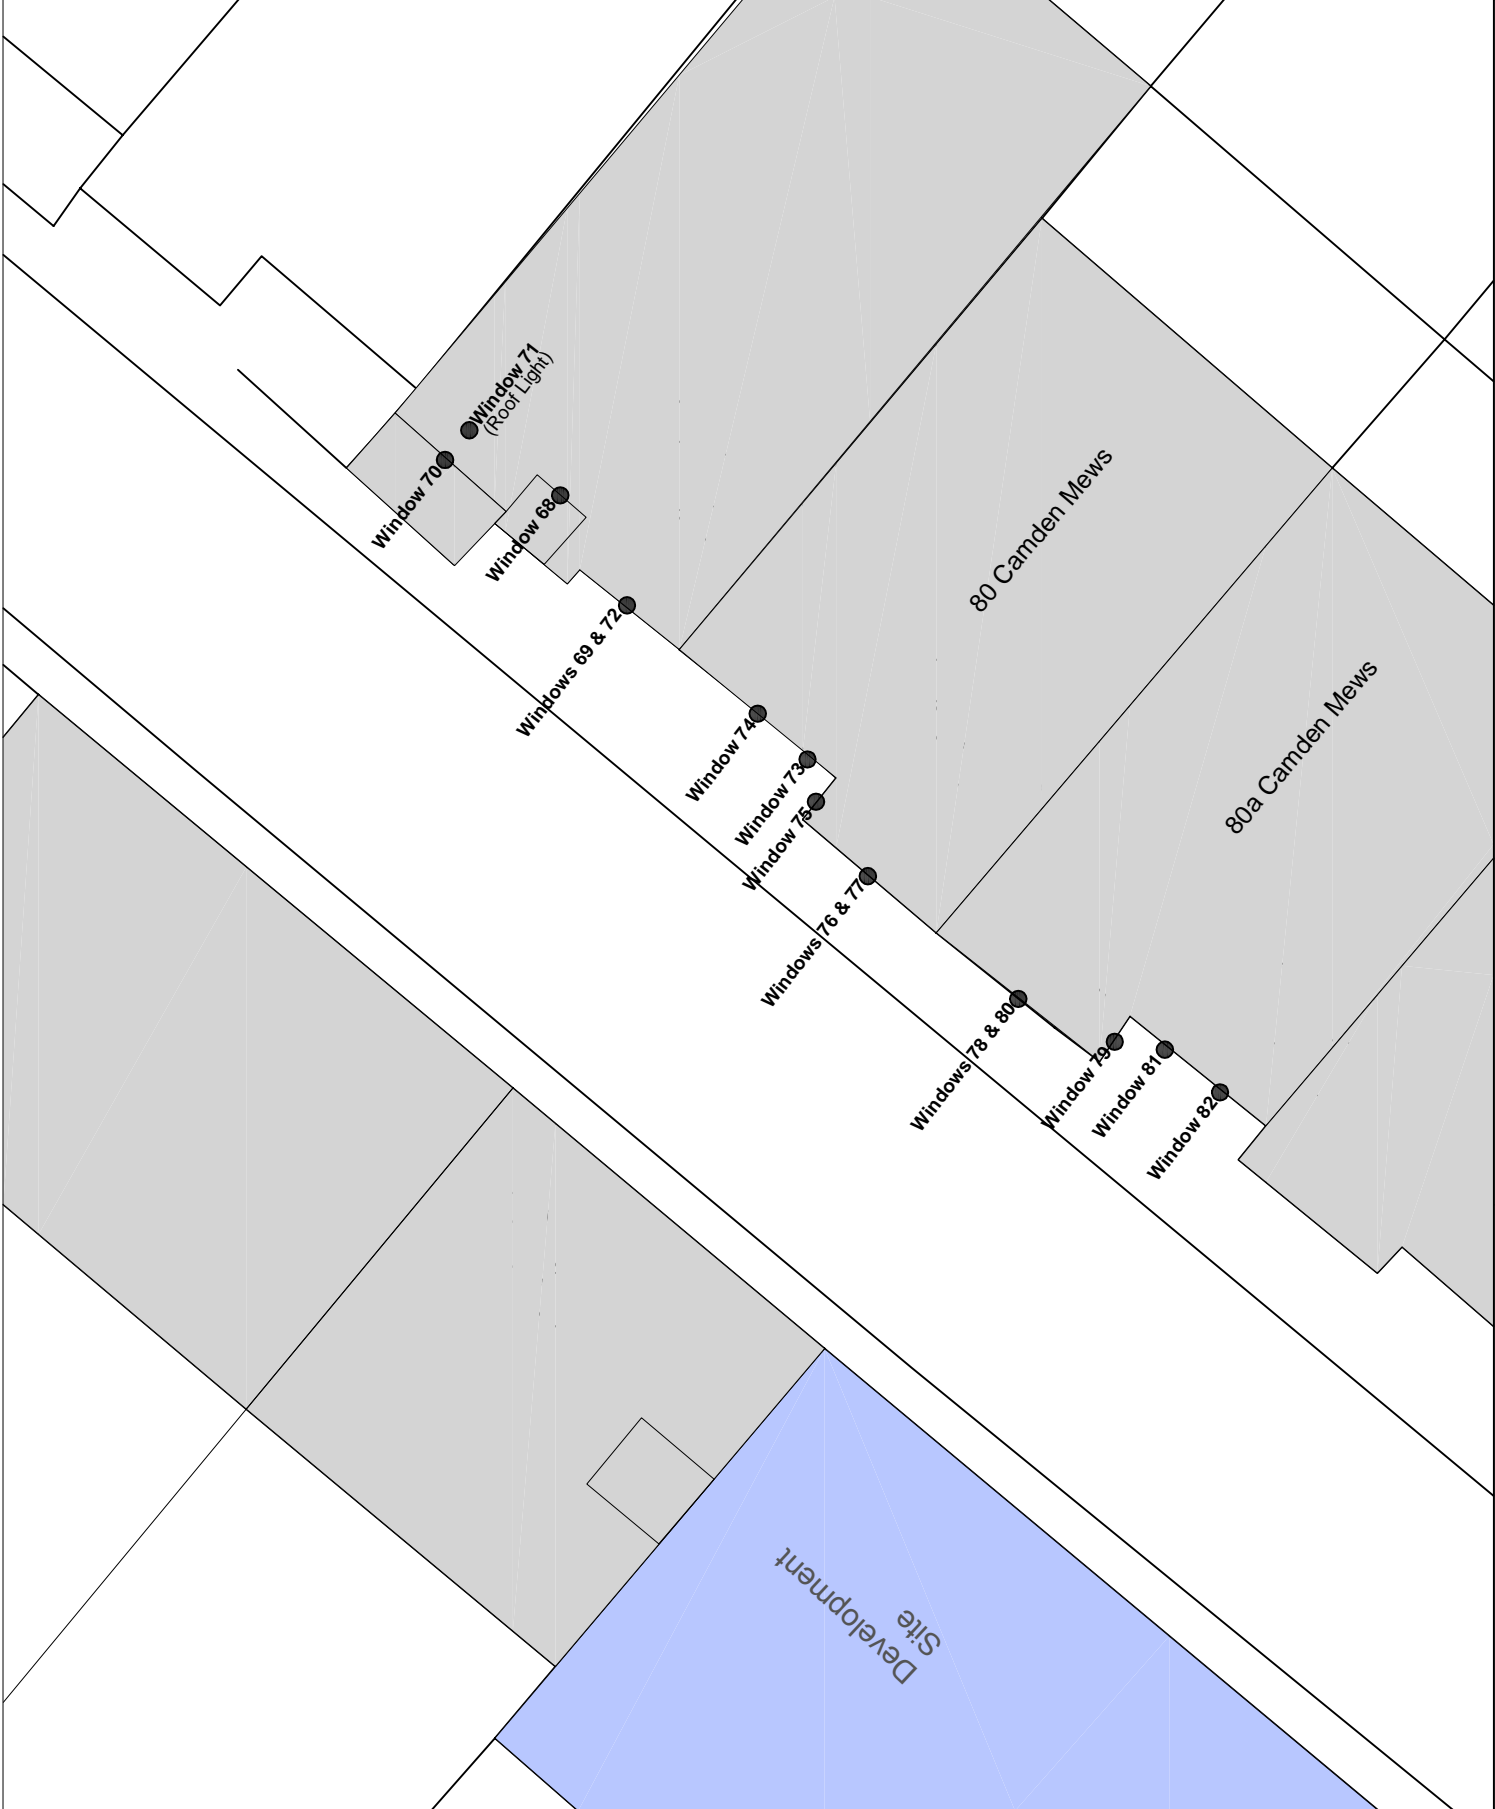 Window 71
(Roof Light)
Window 70
Window 68
Windows 69 & 72
80 Camden Mews
Window 74
Window 73
Window 75
80a Camden Mews
Windows 76 & 77
Windows 78 & 80
Window 79
Window 81
Window 82
Development
Site